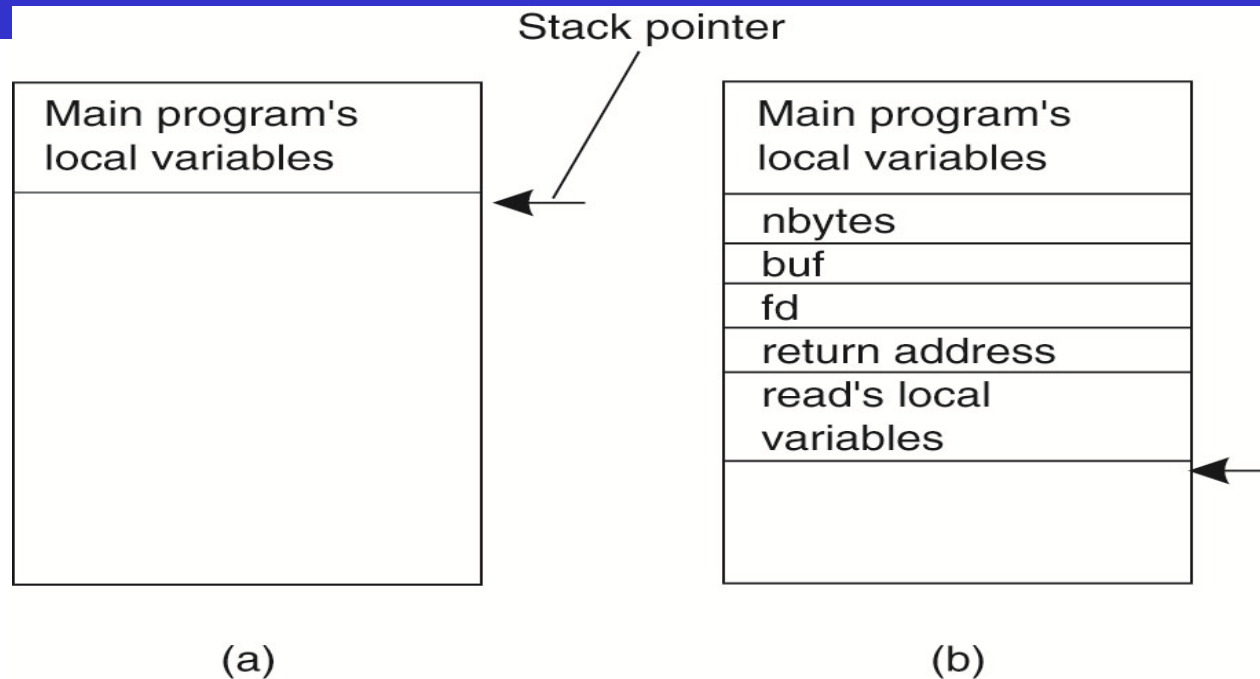 Stack pointer
Main program's
local variables
Main program's
local variables
nbytes
buf
fd
return address
read's local
variables
(a)
(b)